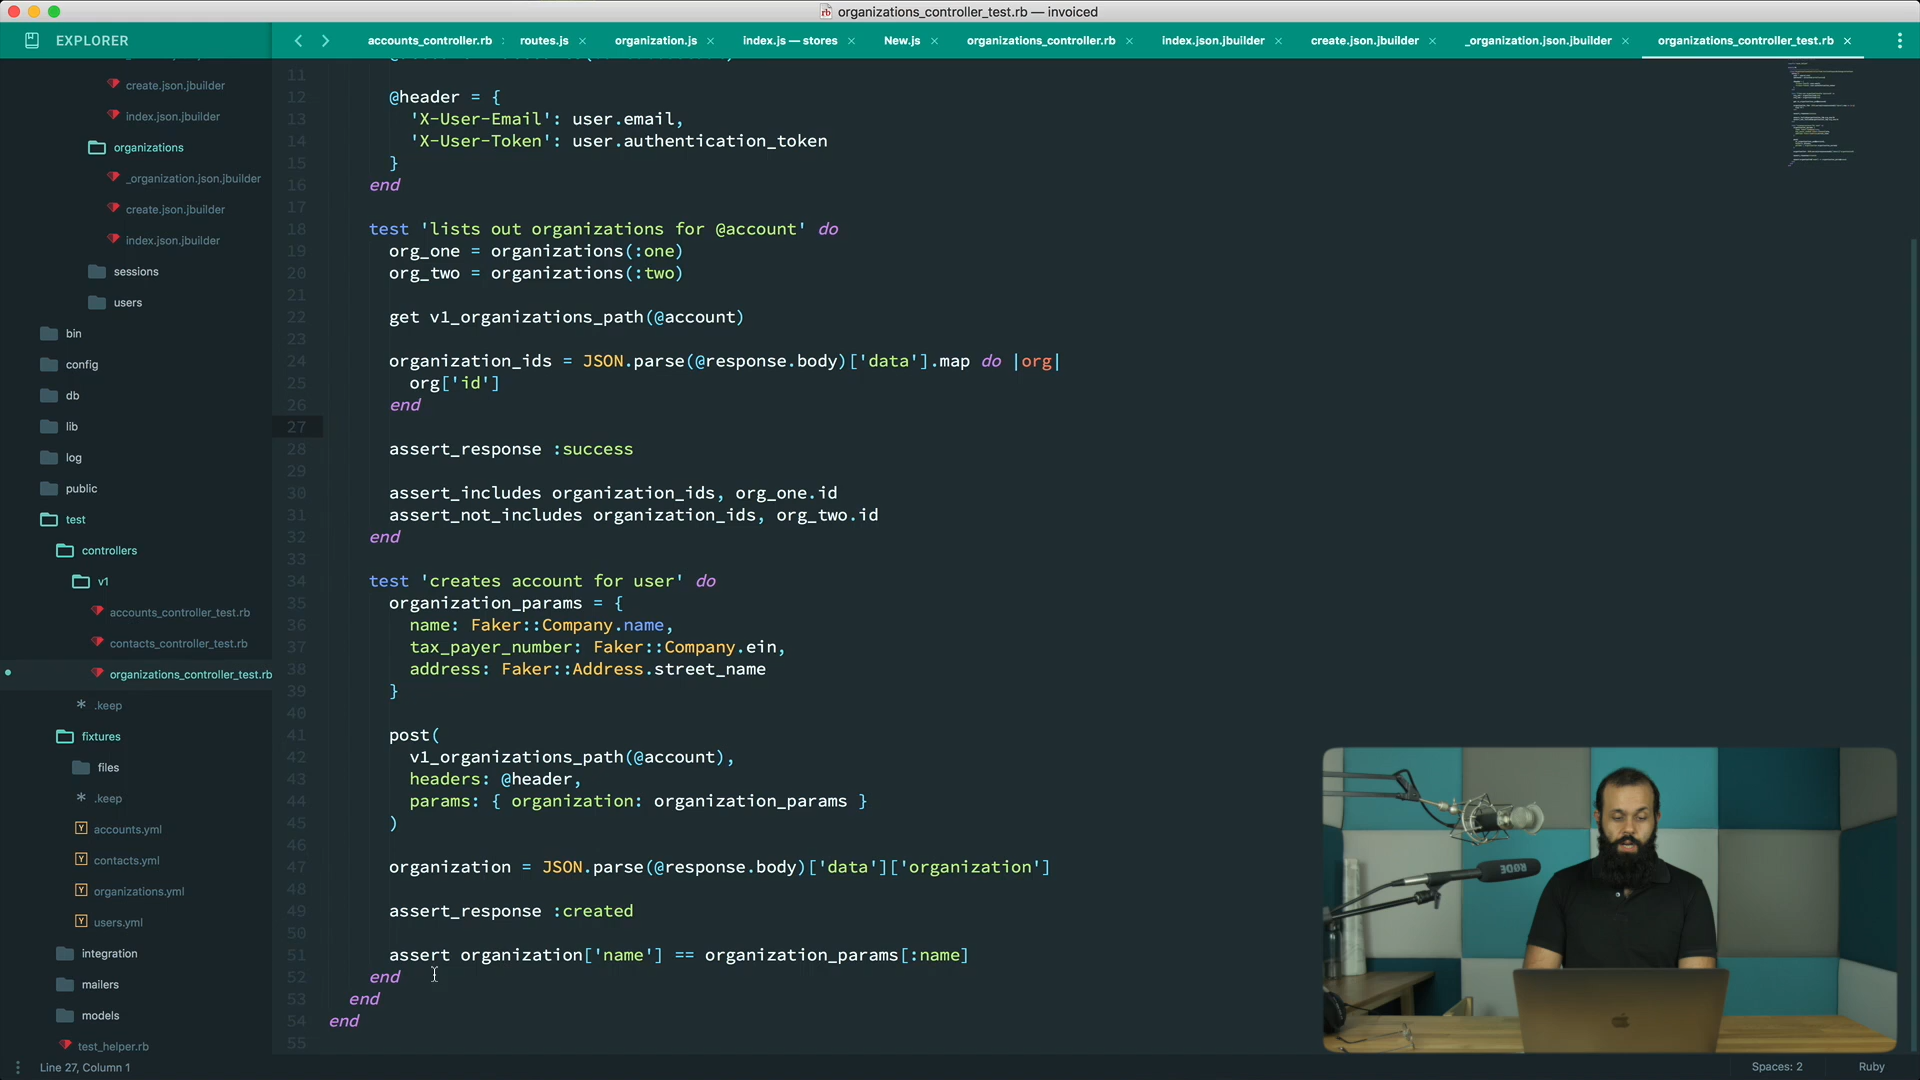 organizations_controller_test.rb — invoiced
EXPLORER
accounts_controller.rb
routes.js
organization.js
index.js — stores
New.js
organizations_controller.rb
index.json.jbuilder
create.json.jbuilder
_organization.json.jbuilder
organizations_controller_test.rb
create.json.jbuilder
index.json.jbuilder
organizations
_organization.json.jbuilder
create.json.jbuilder
index.json.jbuilder
sessions
users
bin
config
db
lib
log
public
test
controllers
v1
accounts_controller_test.rb
contacts_controller_test.rb
organizations_controller_test.rb
.keep
fixtures
files
.keep
accounts.yml
contacts.yml
organizations.yml
users.yml
integration
mailers
models
test_helper.rb
11
12 @header = {
13 'X-User-Email': user.email,
14 'X-User-Token': user.authentication_token
15 }
16 end
17
18 test 'lists out organizations for @account' do
19 org_one = organizations(:one)
20 org_two = organizations(:two)
21
22 get v1_organizations_path(@account)
23
24 organization_ids = JSON.parse(@response.body)['data'].map do |org|
25 org['id']
26 end
27
28 assert_response :success
29
30 assert_includes organization_ids, org_one.id
31 assert_not_includes organization_ids, org_two.id
32 end
33
34 test 'creates account for user' do
35 organization_params = {
36 name: Faker::Company.name,
37 tax_payer_number: Faker::Company.ein,
38 address: Faker::Address.street_name
39 }
40
41 post(
42 v1_organizations_path(@account),
43 headers: @header,
44 params: { organization: organization_params }
45 )
46
47 organization = JSON.parse(@response.body)['data']['organization']
48
49 assert_response :created
50
51 assert organization['name'] == organization_params[:name]
52 end
53 end
54 end
55
RØDE
Line 27, Column 1
Spaces: 2
Ruby